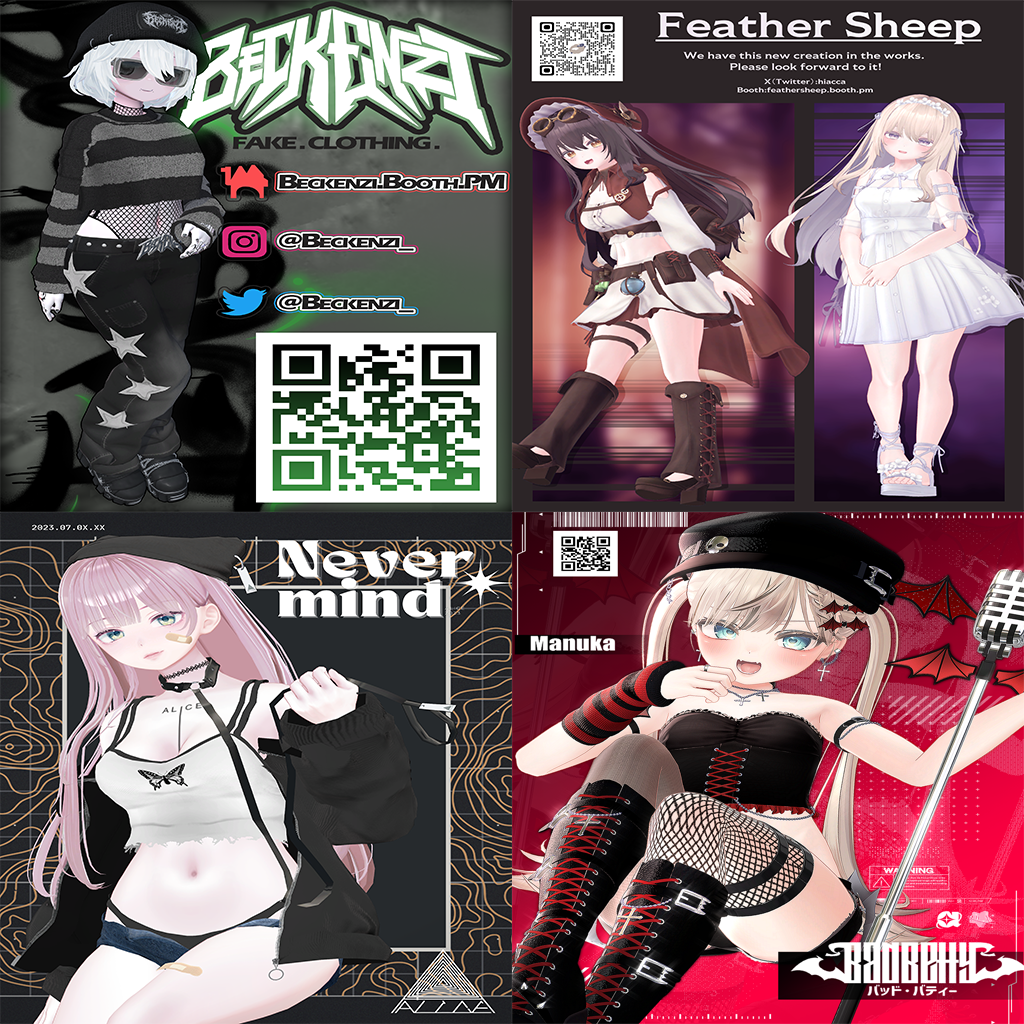 BECKENZI
FAKE.CLOTHING.
BECKENZI.BOOTH.PM
@BECKENZI_
@BECKENZI_
Feather Sheep
We have this new creation in the works.
Please look forward to it!
X(Twitter):hiacca
Booth:feathersheep.booth.pm
2023.07.0X.XX
Never
mind
ALICE
Manuka
WARNING
BADBEHY
バッド・バティー